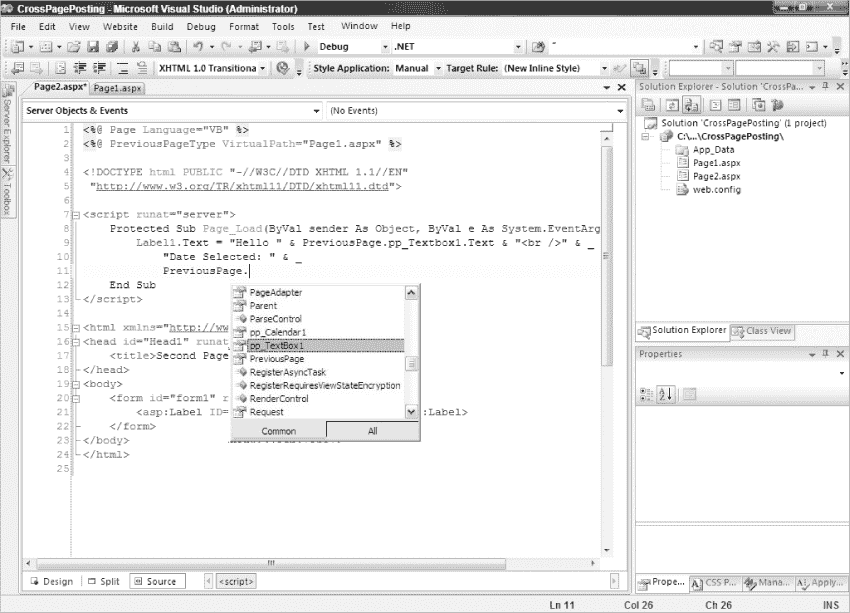 CrossPagePosting - Microsoft Visual Studio (Administrator)
File Edit View Website Build Debug Format Tools Test Window Help
Debug .NET
XHTML 1.0 Transitiona Style Application: Manual Target Rule: (New Inline Style)
Server Explorer
Toolbox
Page2.aspx* Page1.aspx
Server Objects & Events (No Events)
1 <%@ Page Language="VB" %>
2 <%@ PreviousPageType VirtualPath="Page1.aspx" %>
3
4 <!DOCTYPE html PUBLIC "-//W3C//DTD XHTML 1.1//EN"
5 "http://www.w3.org/TR/xhtml11/DTD/xhtml11.dtd">
6
7 <script runat="server">
8 Protected Sub Page_Load(ByVal sender As Object, ByVal e As System.EventArg
9 Label1.Text = "Hello " & PreviousPage.pp_Textbox1.Text & "<br />" & _
10 "Date Selected: " & _
11 PreviousPage.
12 End Sub
13 </script>
14
15 <html xmlns="http://ww
16 <head id="Head1" runat
17 <title>Second Page
18 </head>
19 <body>
20 <form id="form1" r
21 <asp:Label ID= :Label>
22 </form>
23 </body>
24 </html>
25
PageAdapter
Parent
ParseControl
pp_Calendar1
pp_TextBox1
PreviousPage
RegisterAsyncTask
RegisterRequiresViewStateEncryption
RenderControl
Request
Common All
Design Split Source <script>
Solution Explorer - Solution 'CrossPa...
Solution 'CrossPagePosting' (1 project)
C:\...\CrossPagePosting\
App_Data
Page1.aspx
Page2.aspx
web.config
Solution Explorer Class View
Properties
Prope... CSS P... Mana... Apply...
Ln 11 Col 26 Ch 26 INS